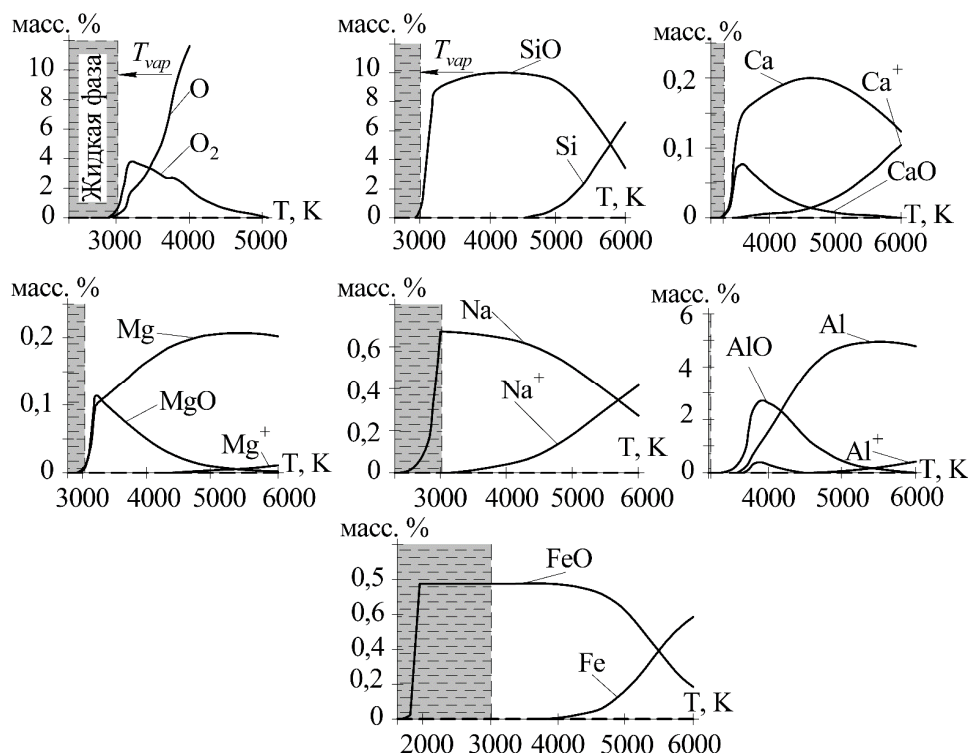 масс. %
10
8
6
4
2
0
Жидкая фаза
T_vap
O
O₂
T, K
3000 4000 5000
масс. %
10
8
6
4
2
0
T_vap
SiO
Si
T, K
3000 4000 5000 6000
масс. %
0,2
0,1
0
Ca
Ca⁺
CaO
T, K
4000 5000 6000
масс. %
0,2
0,1
0
Mg
MgO
Mg⁺
T, K
3000 4000 5000 6000
масс. %
0,6
0,4
0,2
0
Na
Na⁺
T, K
3000 4000 5000 6000
масс. %
6
4
2
0
AlO
Al
Al⁺
T, K
4000 5000 6000
масс. %
0,5
0,6
0,4
0,2
0
FeO
Fe
T, K
2000 3000 4000 5000 6000